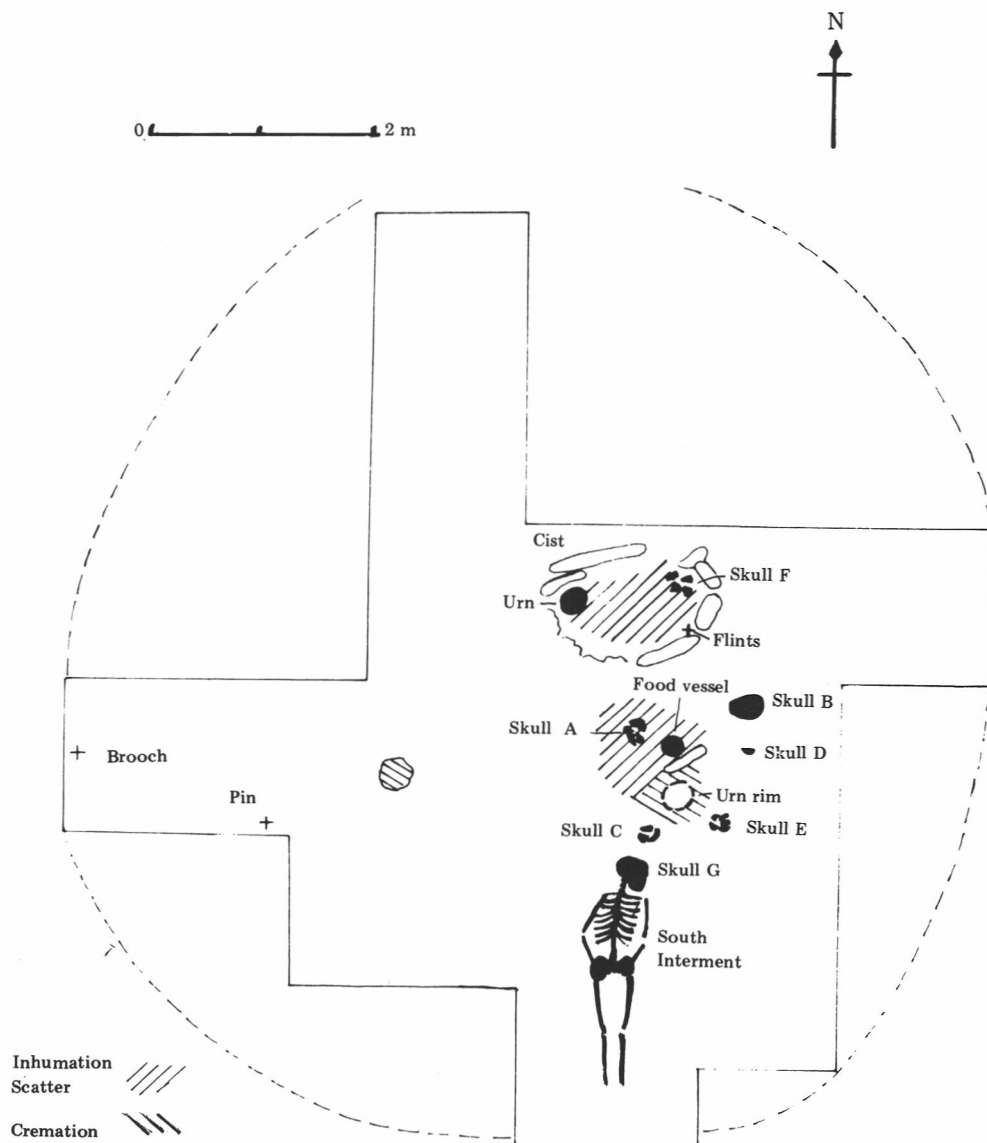 N
0 2 m
Cist
Skull F
Urn
Flints
Food vessel
Skull B
Skull A
Skull D
Brooch
Pin
Urn rim
Skull C
Skull E
Skull G
South
Interment
Inhumation
Scatter
Cremation